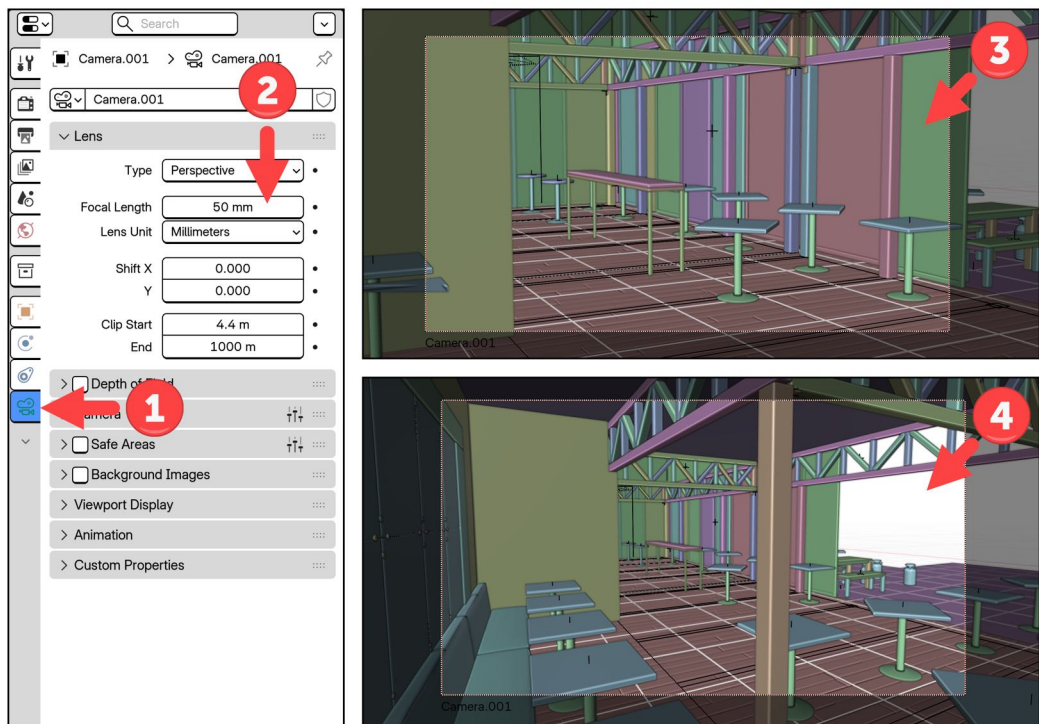 Search
Camera.001 > Camera.001
Camera.001
2
Lens
Type Perspective
Focal Length 50 mm
Lens Unit Millimeters
Shift X 0.000
Y 0.000
Clip Start 4.4 m
End 1000 m
Depth of Field
1
Safe Areas
Background Images
Viewport Display
Animation
Custom Properties
3
Camera.001
4
Camera.001